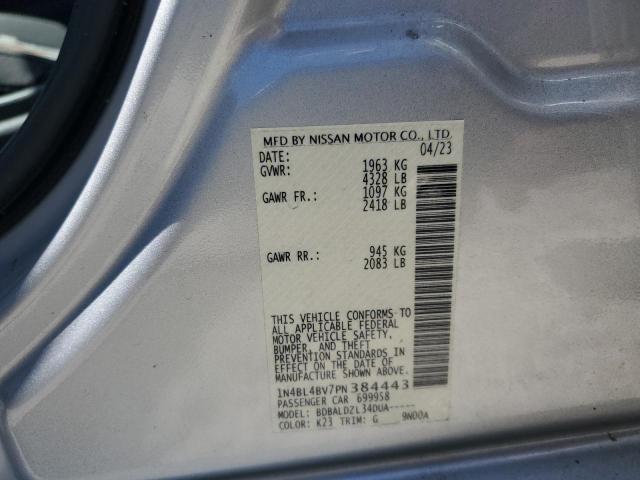 MFD BY NISSAN MOTOR CO., LTD
DATE: 04/23
GVWR: 1963 KG
4328 LB
GAWR FR.: 1097 KG
2418 LB
GAWR RR.: 945 KG
2083 LB
THIS VEHICLE CONFORMS TO
ALL APPLICABLE FEDERAL
MOTOR VEHICLE SAFETY,
BUMPER, AND THEFT
PREVENTION STANDARDS IN
EFFECT ON THE DATE OF
MANUFACTURE SHOWN ABOVE.
1N4BL4BV7PN384443
PASSENGER CAR 699958
MODEL: BDBALDZL34DUA-----
COLOR: K23 TRIM: G 9N00A